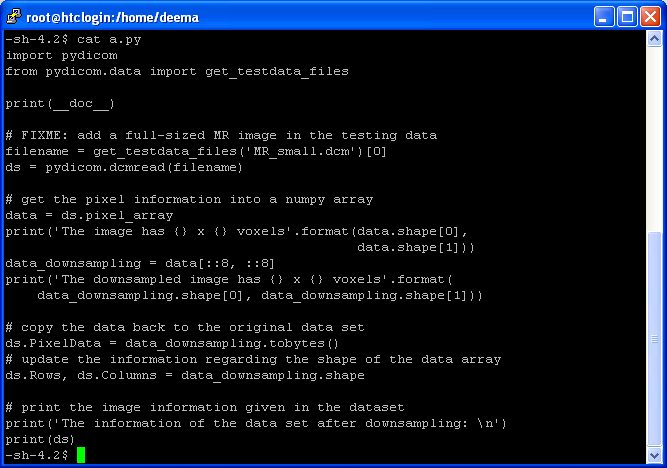 root@htclogin:/home/deema
-sh-4.2$ cat a.py
import pydicom
from pydicom.data import get_testdata_files

print(__doc__)

# FIXME: add a full-sized MR image in the testing data
filename = get_testdata_files('MR_small.dcm')[0]
ds = pydicom.dcmread(filename)

# get the pixel information into a numpy array
data = ds.pixel_array
print('The image has {} x {} voxels'.format(data.shape[0],
                                            data.shape[1]))
data_downsampling = data[::8, ::8]
print('The downsampled image has {} x {} voxels'.format(
    data_downsampling.shape[0], data_downsampling.shape[1]))

# copy the data back to the original data set
ds.PixelData = data_downsampling.tobytes()
# update the information regarding the shape of the data array
ds.Rows, ds.Columns = data_downsampling.shape

# print the image information given in the dataset
print('The information of the data set after downsampling: \n')
print(ds)
-sh-4.2$